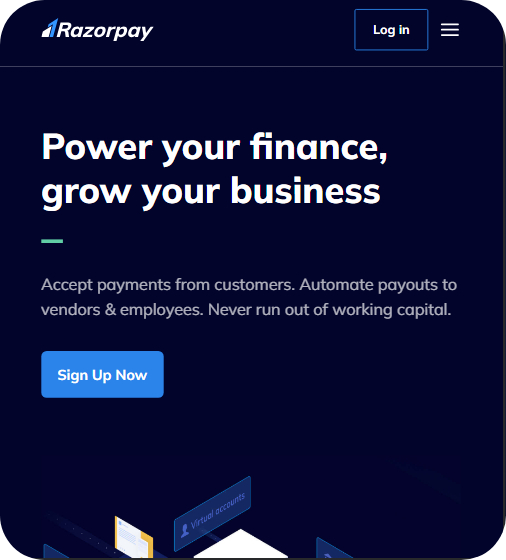 Razorpay
Log in
Power your finance,
grow your business
Accept payments from customers. Automate payouts to
vendors & employees. Never run out of working capital.
Sign Up Now
Virtual accounts